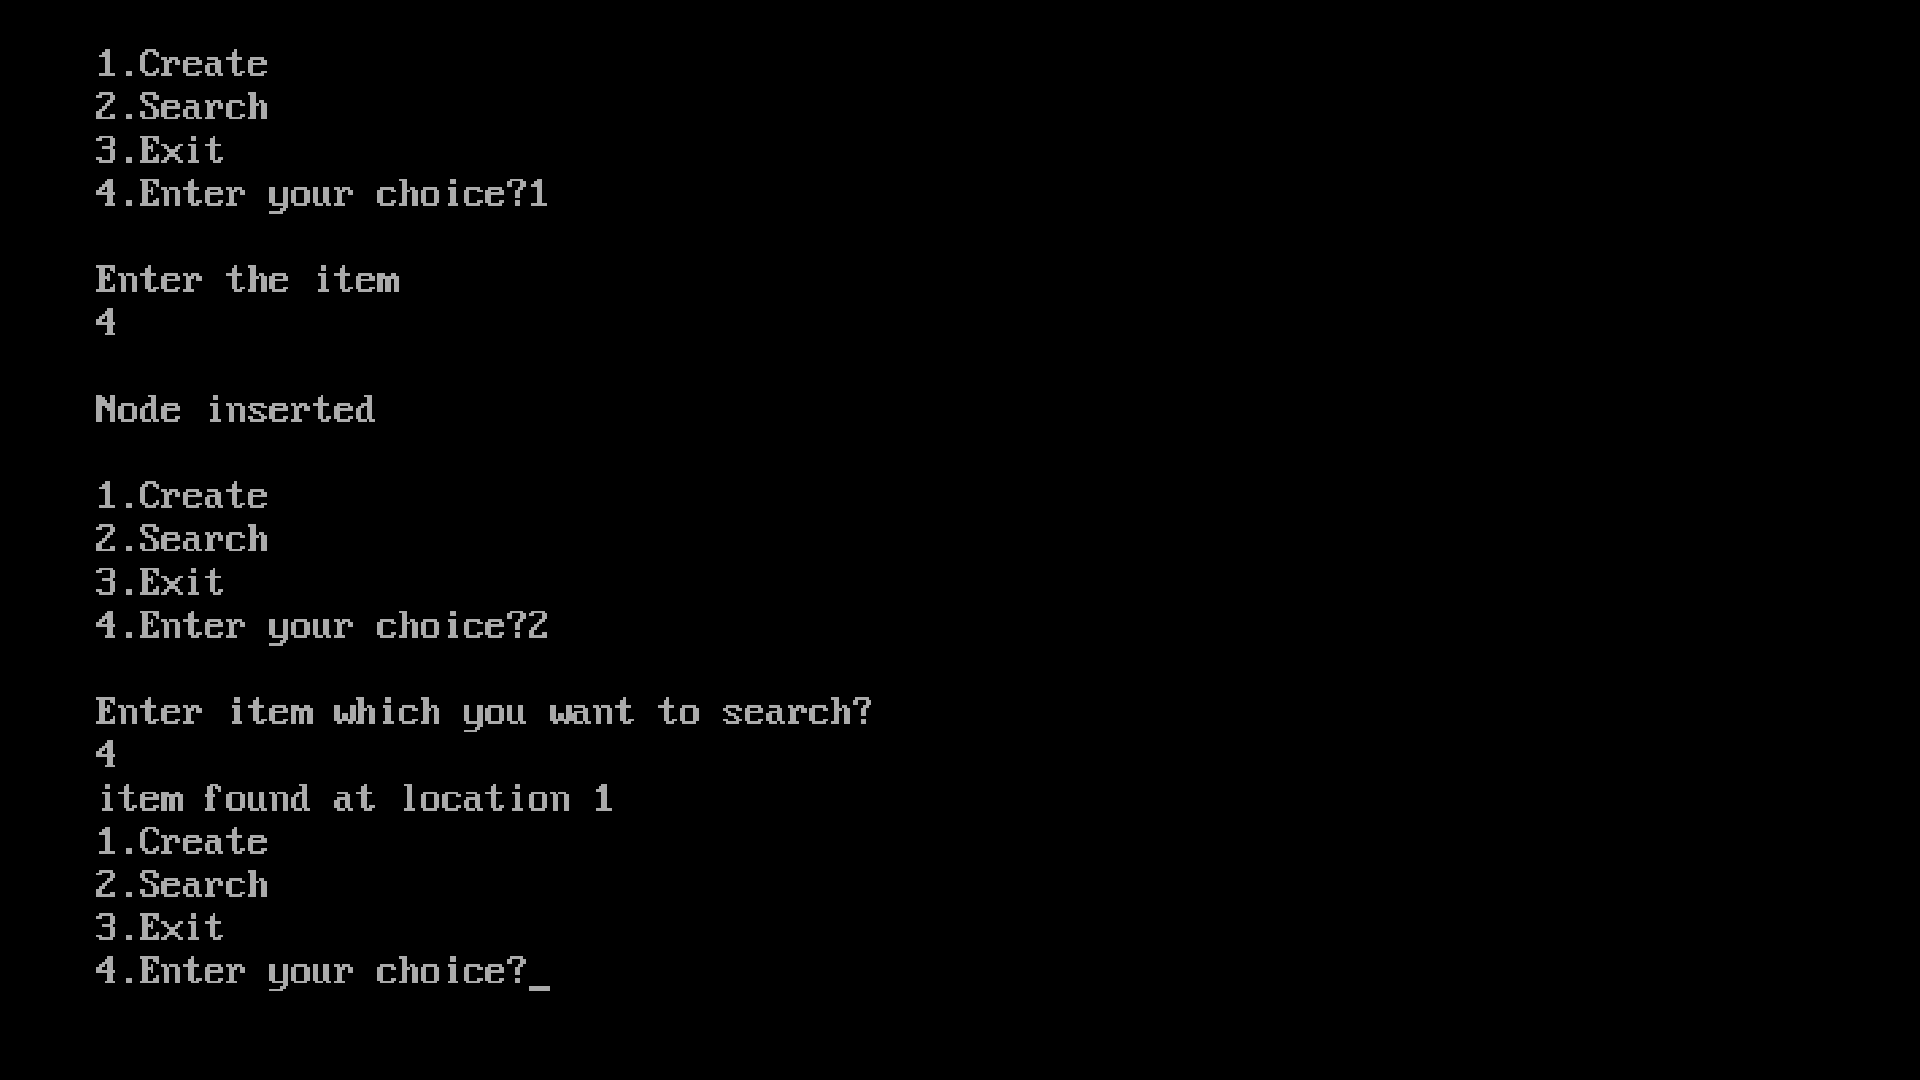 1.Create
2.Search
3.Exit
4.Enter your choice?1
Enter the item
4
Node inserted
1.Create
2.Search
3.Exit
4.Enter your choice?2
Enter item which you want to search?
4
item found at location 1
1.Create
2.Search
3.Exit
4.Enter your choice?_